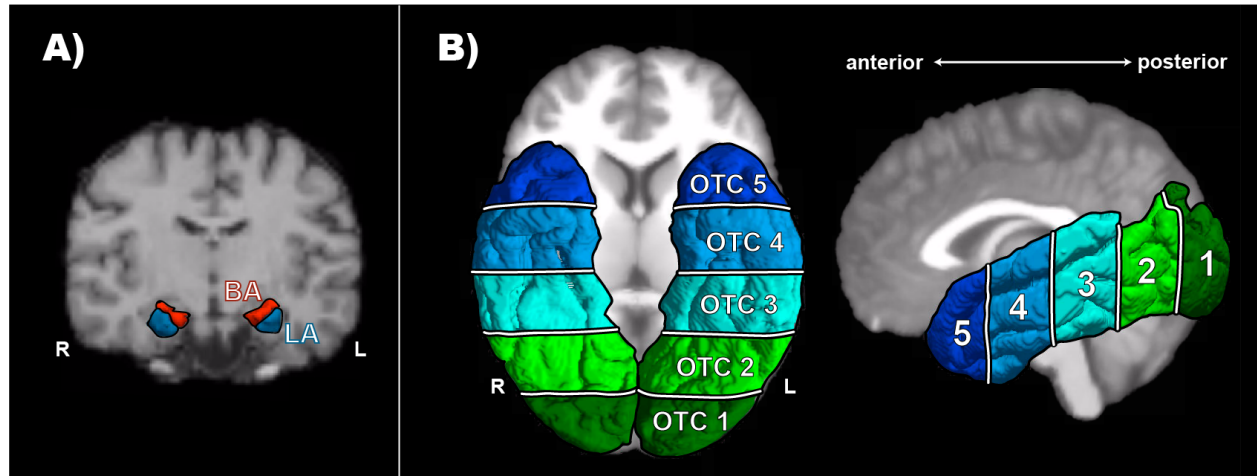 A)
BA
LA
R
L
B)
OTC 5
OTC 4
OTC 3
OTC 2
OTC 1
R
L
anterior
posterior
5
4
3
2
1